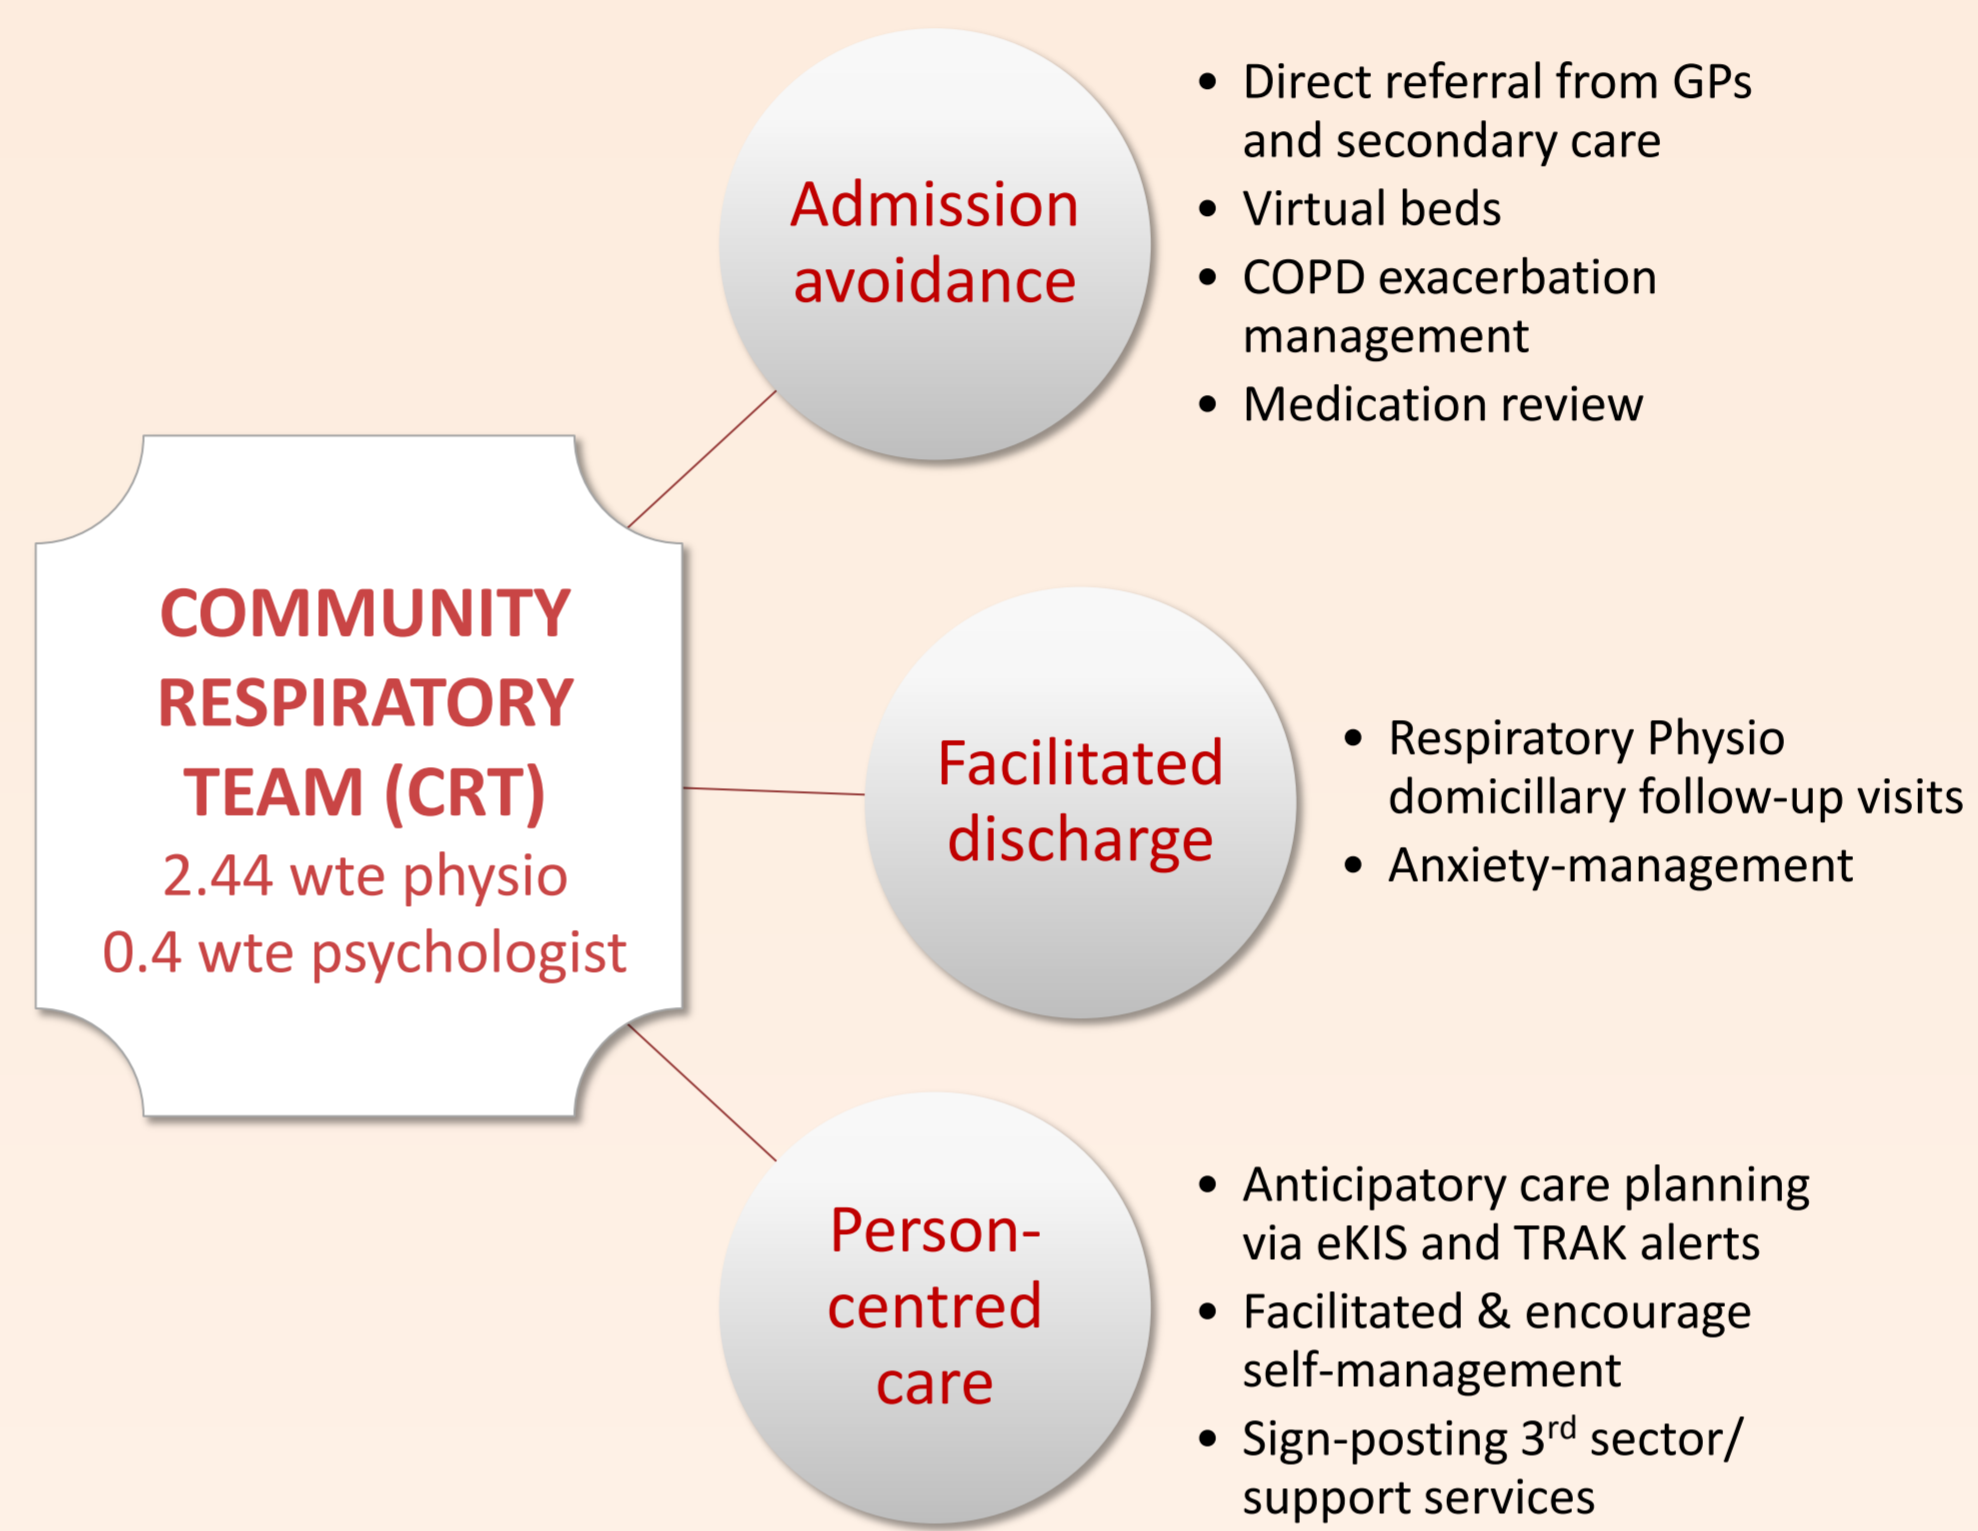 COMMUNITY
RESPIRATORY
TEAM (CRT)
2.44 wte physio
0.4 wte psychologist
Admission
avoidance
• Direct referral from GPs
and secondary care
• Virtual beds
• COPD exacerbation
management
• Medication review
Facilitated
discharge
• Respiratory Physio
domicillary follow-up visits
• Anxiety-management
Person-
centred
care
• Anticipatory care planning
via eKIS and TRAK alerts
• Facilitated & encourage
self-management
• Sign-posting 3rd sector/
support services